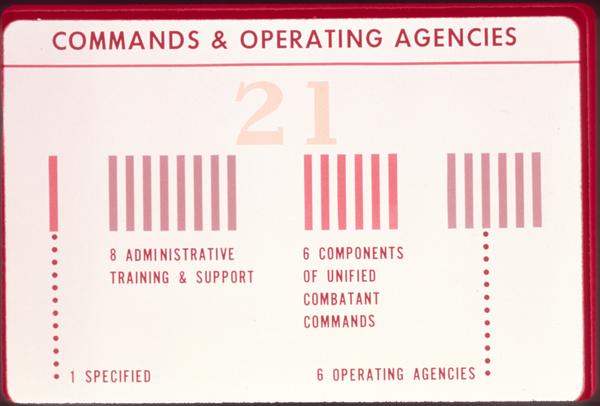 COMMANDS & OPERATING AGENCIES
21
8 ADMINISTRATIVE
TRAINING & SUPPORT
6 COMPONENTS
OF UNIFIED
COMBATANT
COMMANDS
1 SPECIFIED
6 OPERATING AGENCIES